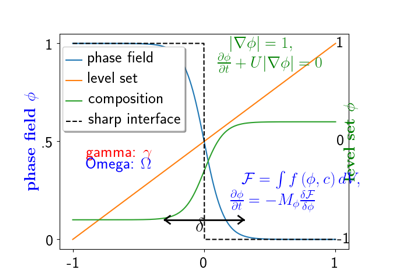 |∇ϕ| = 1,
∂ϕ/∂t + U|∇ϕ| = 0
phase field
level set
composition
sharp interface
gamma: γ
Omega: Ω
ℱ = ∫ f (ϕ, c) dV,
∂ϕ/∂t = −M_ϕ δℱ/δϕ
δ
phase field ϕ
level set ϕ
1
.5
0
1
0
-1
-1
0
1